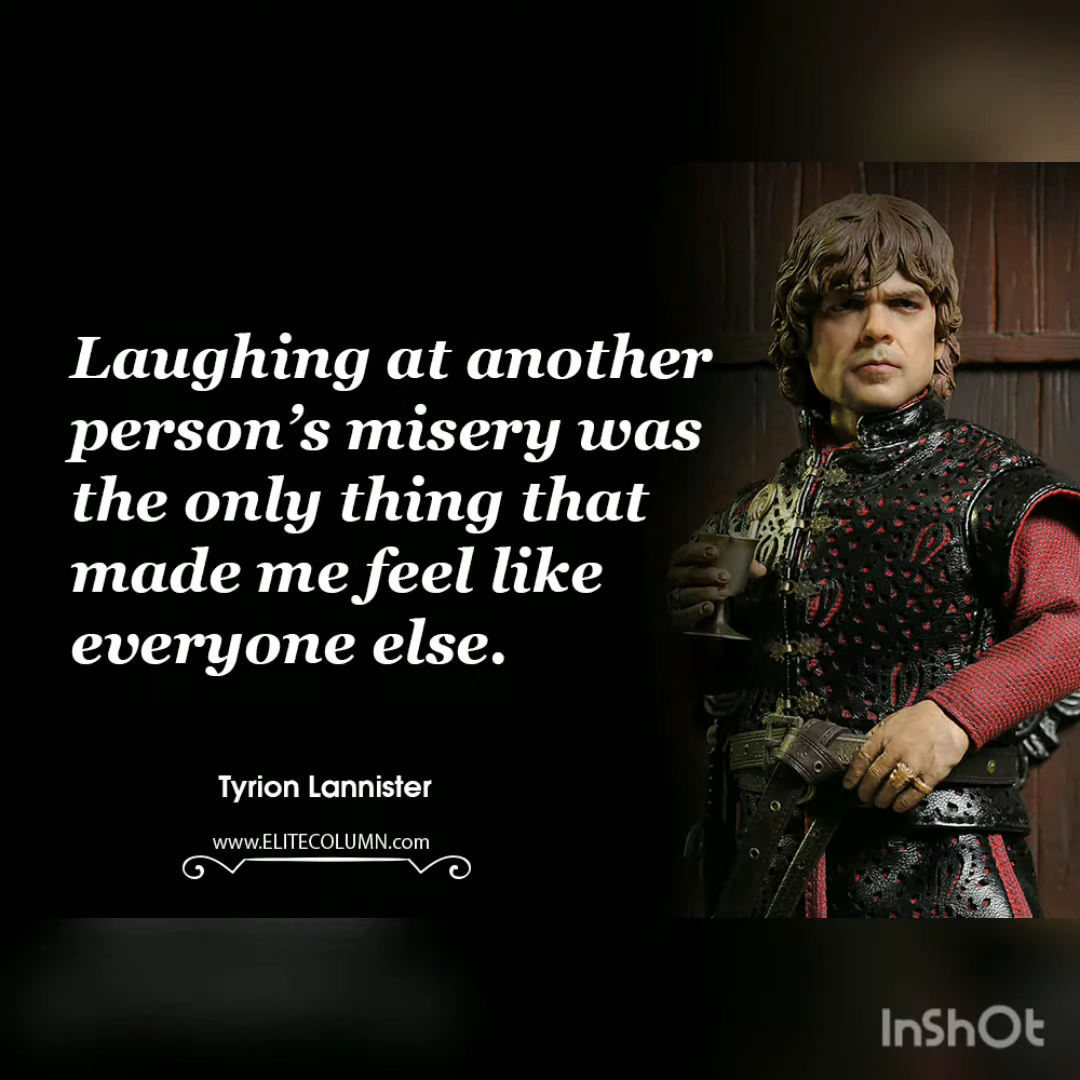 Laughing at another
person’s misery was
the only thing that
made me feel like
everyone else.
Tyrion Lannister
www.ELITECOLUMN.com
InShOt